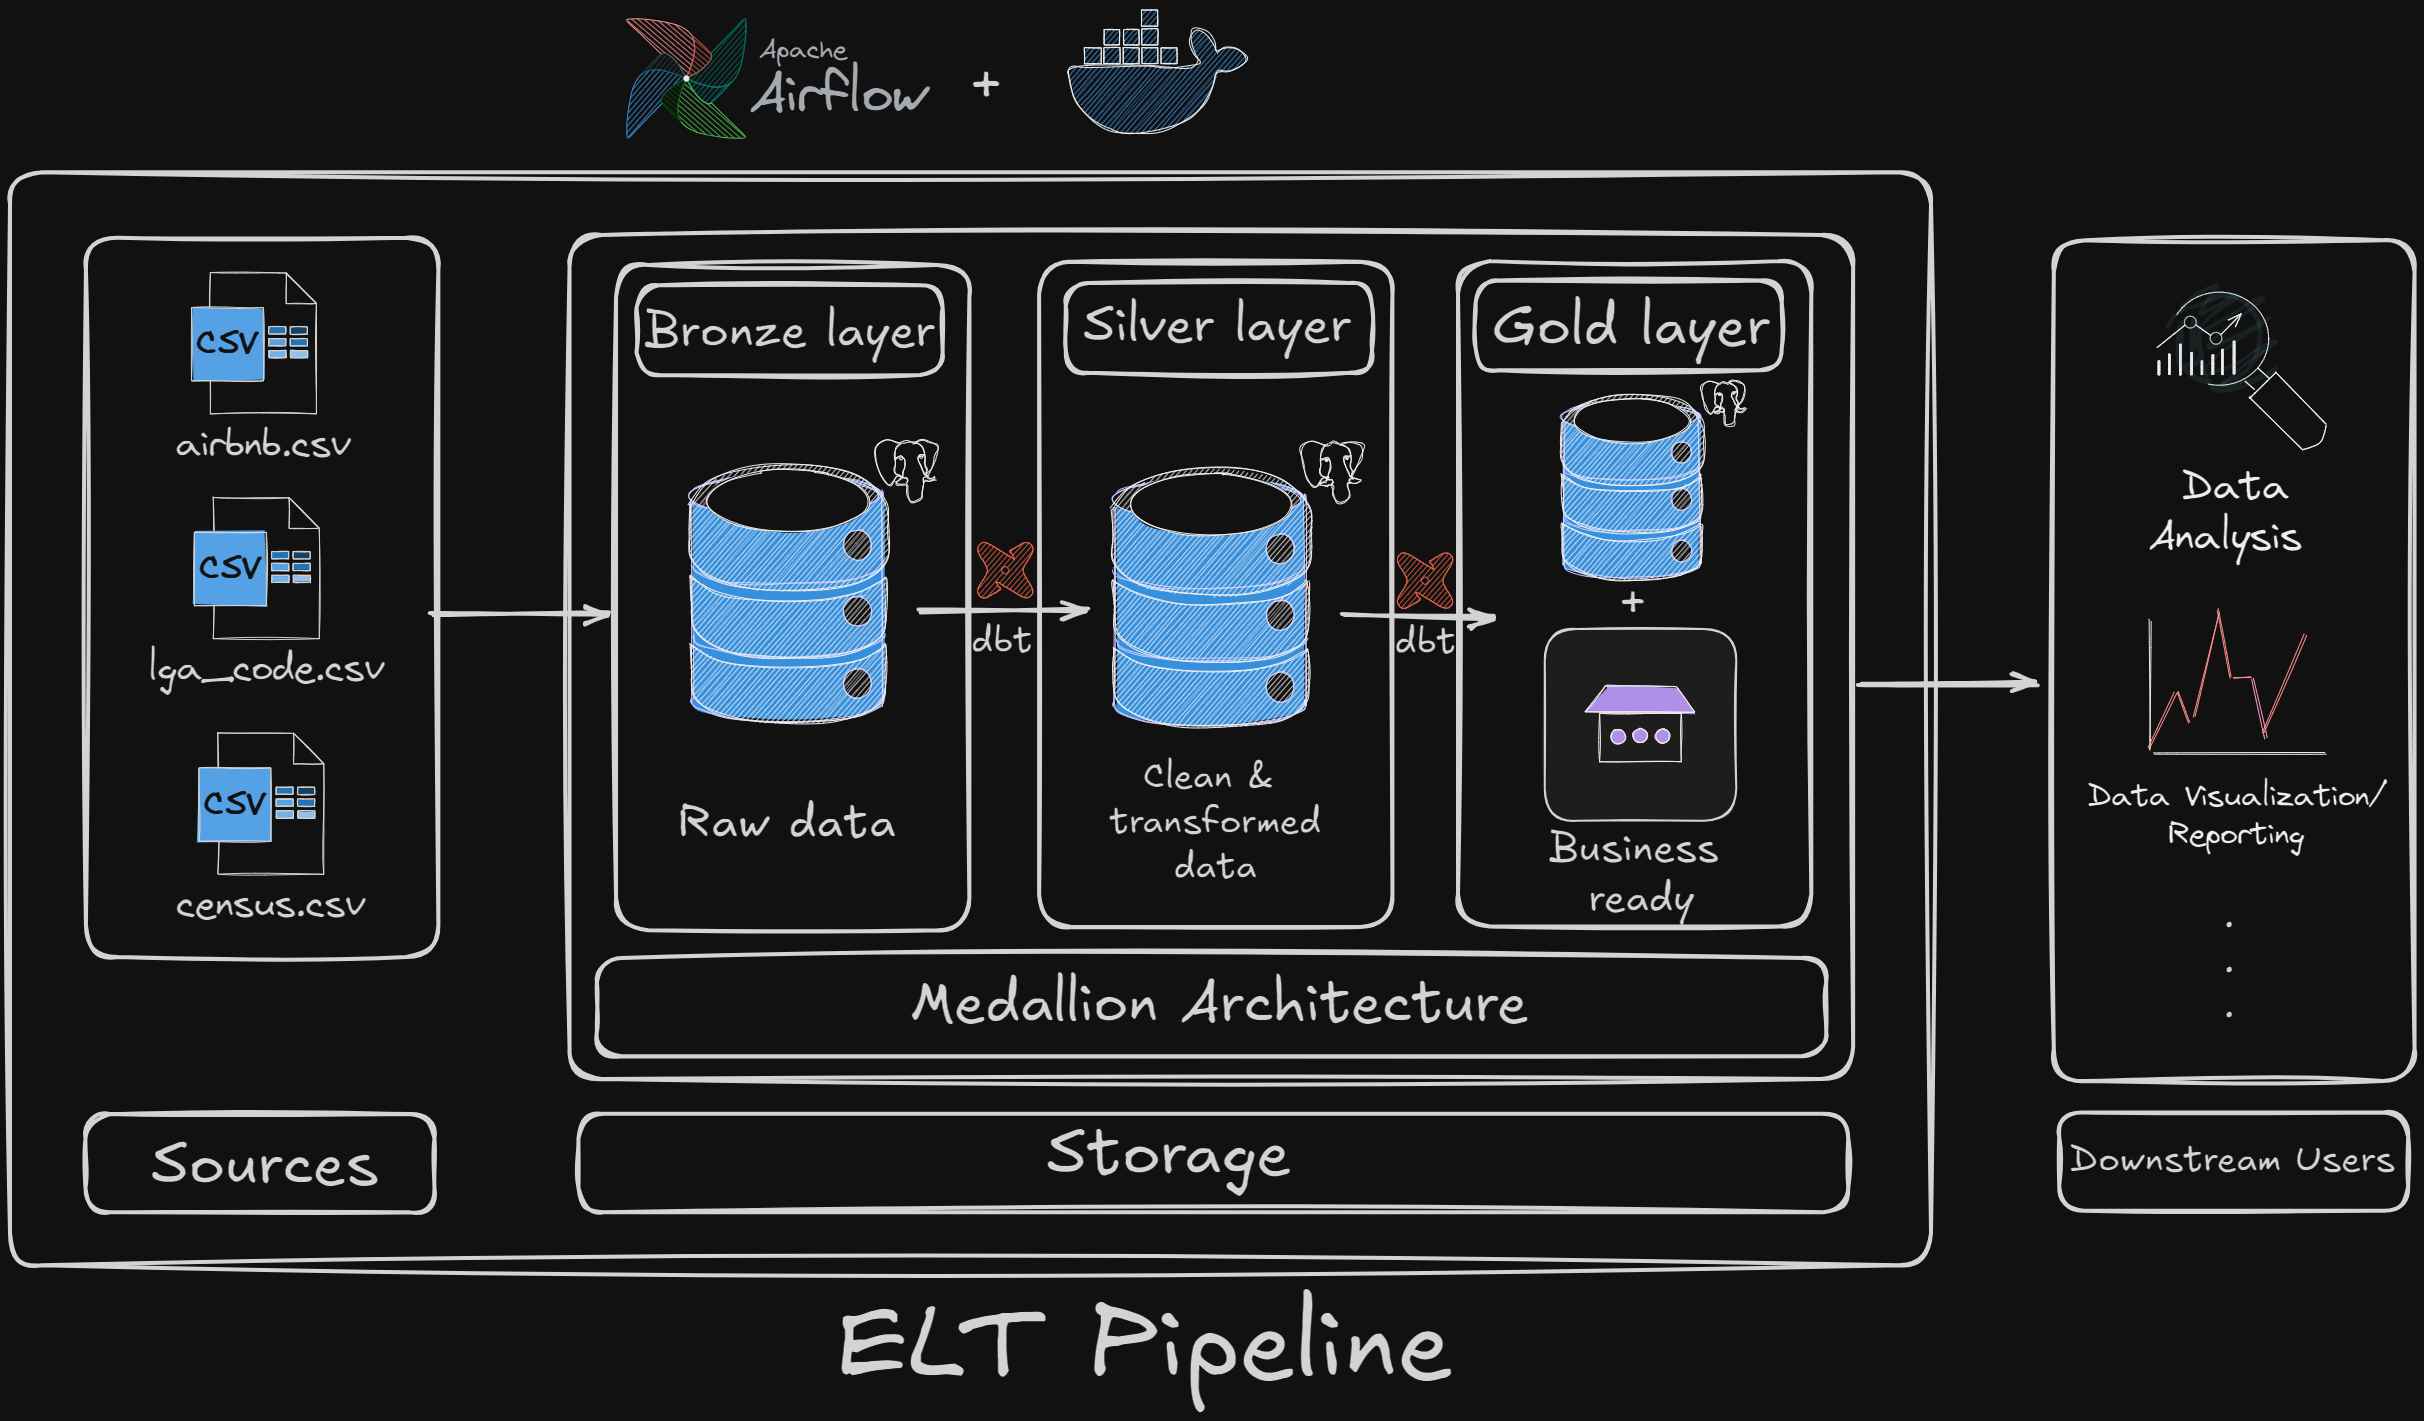 Apache
Airflow
+
CSV
airbnb.csv
CSV
lga_code.csv
CSV
census.csv
Sources
Bronze layer
Raw data
dbt
Silver layer
Clean &
transformed
data
dbt
Gold layer
+
Business
ready
Medallion Architecture
Storage
Data
Analysis
Data Visualization/
Reporting
.
.
.
Downstream Users
ELT Pipeline